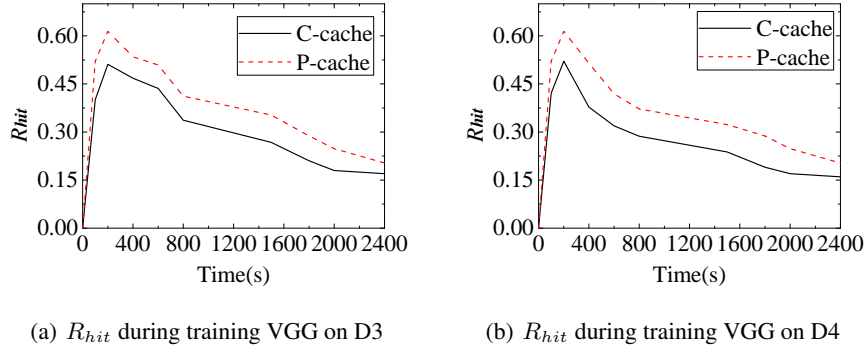 0.60
0.45
0.30
0.15
0.00
Rhit
C-cache
P-cache
0 400 800 1200 1600 2000 2400
Time(s)
(a) Rhit during training VGG on D3
0.60
0.45
0.30
0.15
0.00
Rhit
C-cache
P-cache
0 400 800 1200 1600 2000 2400
Time(s)
(b) Rhit during training VGG on D4